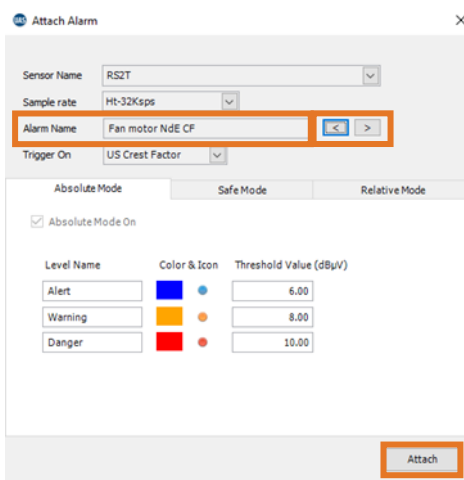 UAS Attach Alarm
Sensor Name RS2T
Sample rate Ht-32Ksps
Alarm Name Fan motor NdE CF < >
Trigger On US Crest Factor
Absolute Mode Safe Mode Relative Mode
Absolute Mode On
Level Name Color & Icon Threshold Value (dBµV)
Alert 6.00
Warning 8.00
Danger 10.00
Attach